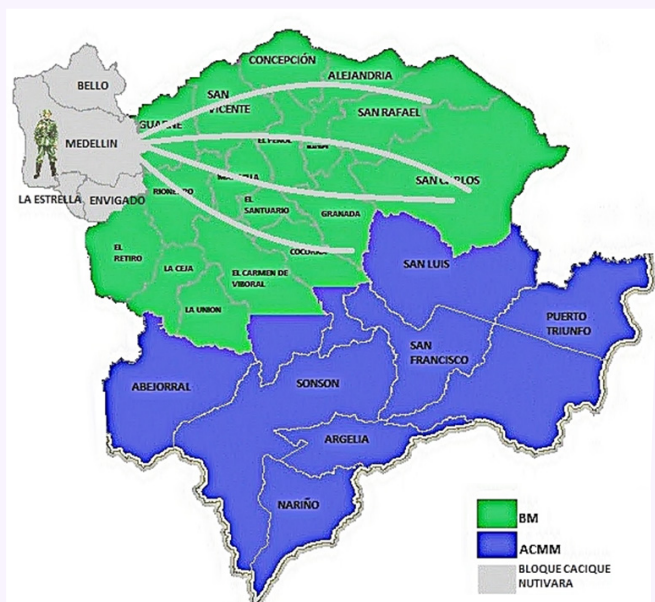 CONCEPCIÓN
BELLO
ALEJANDRIA
SAN
VICENTE
SAN RAFAEL
GUARNE
MEDELLIN
EL PEÑOL
SAN CARLOS
LA ESTRELLA
ENVIGADO
RIONEGRO
EL
SANTUARIO
GRANADA
EL
RETIRO
LA CEJA
EL CARMEN DE
VIBORAL
COCORNA
SAN LUIS
LA UNION
PUERTO
TRIUNFO
SAN
FRANCISCO
ABEJORRAL
SONSON
ARGELIA
NARIÑO
BM
ACMM
BLOQUE CACIQUE
NUTIVARA